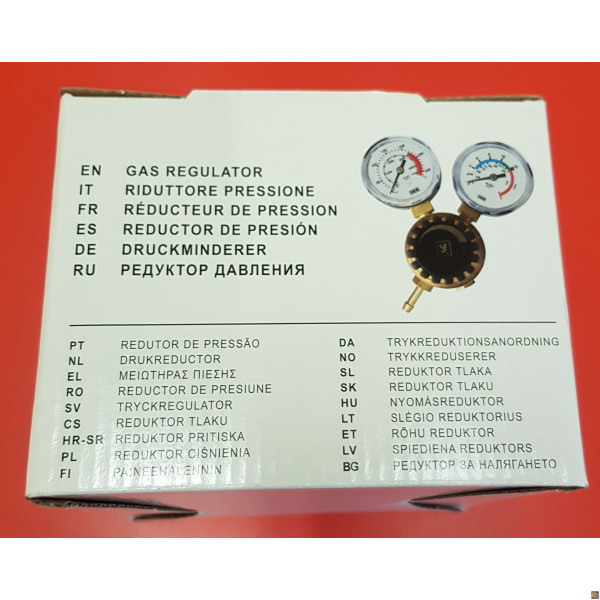 EN GAS REGULATOR
IT RIDUTTORE PRESSIONE
FR RÉDUCTEUR DE PRESSION
ES REDUCTOR DE PRESIÓN
DE DRUCKMINDERER
RU РЕДУКТОР ДАВЛЕНИЯ
PT REDUTOR DE PRESSÃO
NL DRUKREDUCTOR
EL ΜΕΙΩΤΗΡΑΣ ΠΙΕΣΗΣ
RO REDUCTOR DE PRESIUNE
SV TRYCKREGULATOR
CS REDUKTOR TLAKU
HR-SR REDUKTOR PRITISKA
PL REDUKTOR CIŚNIENIA
FI PAINEENALENNIN
DA TRYKREDUKTIONSANORDNING
NO TRYKKREDUSERER
SL REDUKTOR TLAKA
SK REDUKTOR TLAKU
HU NYOMÁSREDUKTOR
LT SLĖGIO REDUKTORIUS
ET RÕHU REDUKTOR
LV SPIEDIENA REDUKTORS
BG РЕДУКТОР ЗА НАЛЯГАНЕТО